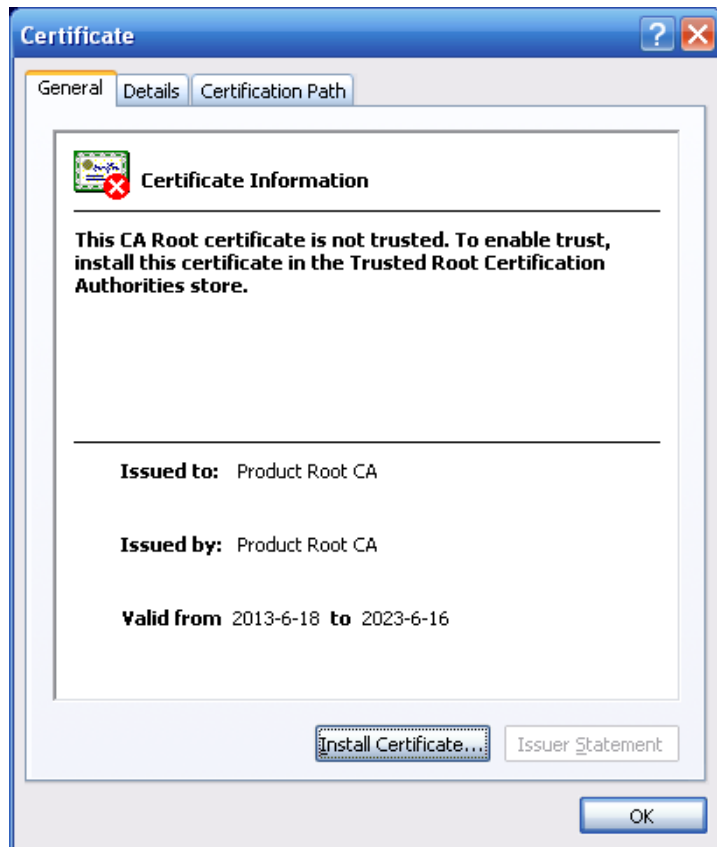 Certificate
General Details Certification Path
Certificate Information
This CA Root certificate is not trusted. To enable trust,
install this certificate in the Trusted Root Certification
Authorities store.
Issued to: Product Root CA
Issued by: Product Root CA
Valid from 2013-6-18 to 2023-6-16
Install Certificate... Issuer Statement
OK